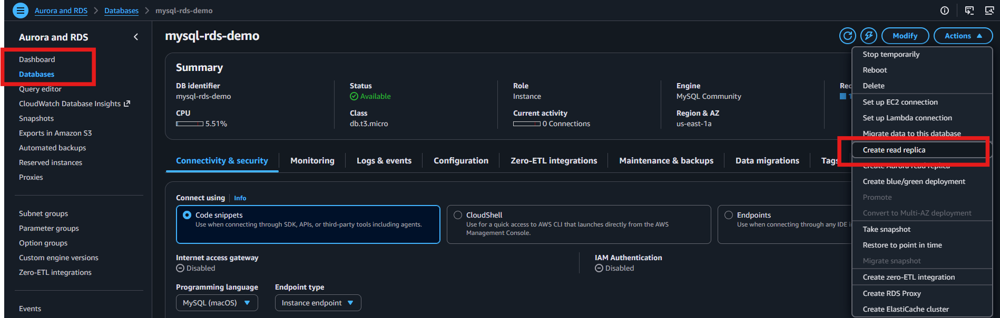 Aurora and RDS > Databases > mysql-rds-demo
Aurora and RDS
Dashboard
Databases
Query editor
CloudWatch Database Insights
Snapshots
Exports in Amazon S3
Automated backups
Reserved instances
Proxies
Subnet groups
Parameter groups
Option groups
Custom engine versions
Zero-ETL integrations
Events
mysql-rds-demo
Modify
Actions
Summary
DB identifier
mysql-rds-demo
Status
Available
Role
Instance
Engine
MySQL Community
Rec
1
CPU
5.51%
Class
db.t3.micro
Current activity
0 Connections
Region & AZ
us-east-1a
Connectivity & security
Monitoring
Logs & events
Configuration
Zero-ETL integrations
Maintenance & backups
Data migrations
Tags
Connect using
Info
Code snippets
Use when connecting through SDK, APIs, or third-party tools including agents.
CloudShell
Use for a quick access to AWS CLI that launches directly from the AWS
Management Console.
Endpoints
Use when connecting through any IDE
Internet access gateway
Disabled
IAM Authentication
Disabled
Programming language
MySQL (macOS)
Endpoint type
Instance endpoint
Stop temporarily
Reboot
Delete
Set up EC2 connection
Set up Lambda connection
Migrate data to this database
Create read replica
Create Aurora read replica
Create blue/green deployment
Promote
Convert to Multi-AZ deployment
Take snapshot
Restore to point in time
Migrate snapshot
Create zero-ETL integration
Create RDS Proxy
Create ElastiCache cluster